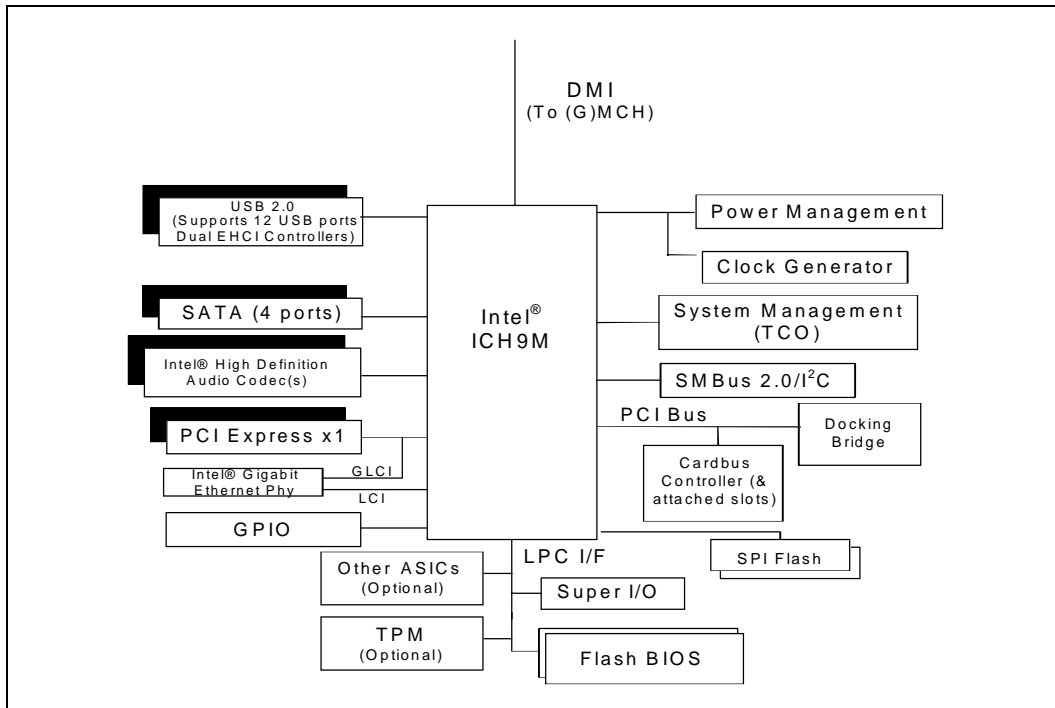 DMI
(To (G)MCH)
USB 2.0
(Supports 12 USB ports
Dual EHCI Controllers)
Power Management
Clock Generator
SATA (4 ports)
Intel®
ICH9M
System Management
(TCO)
Intel® High Definition
Audio Codec(s)
SMBus 2.0/I²C
PCI Bus
Docking
Bridge
PCI Express x1
Cardbus
Controller (&
attached slots)
GLCI
Intel® Gigabit
Ethernet Phy
LCI
GPIO
SPI Flash
LPC I/F
Other ASICs
(Optional)
Super I/O
TPM
(Optional)
Flash BIOS